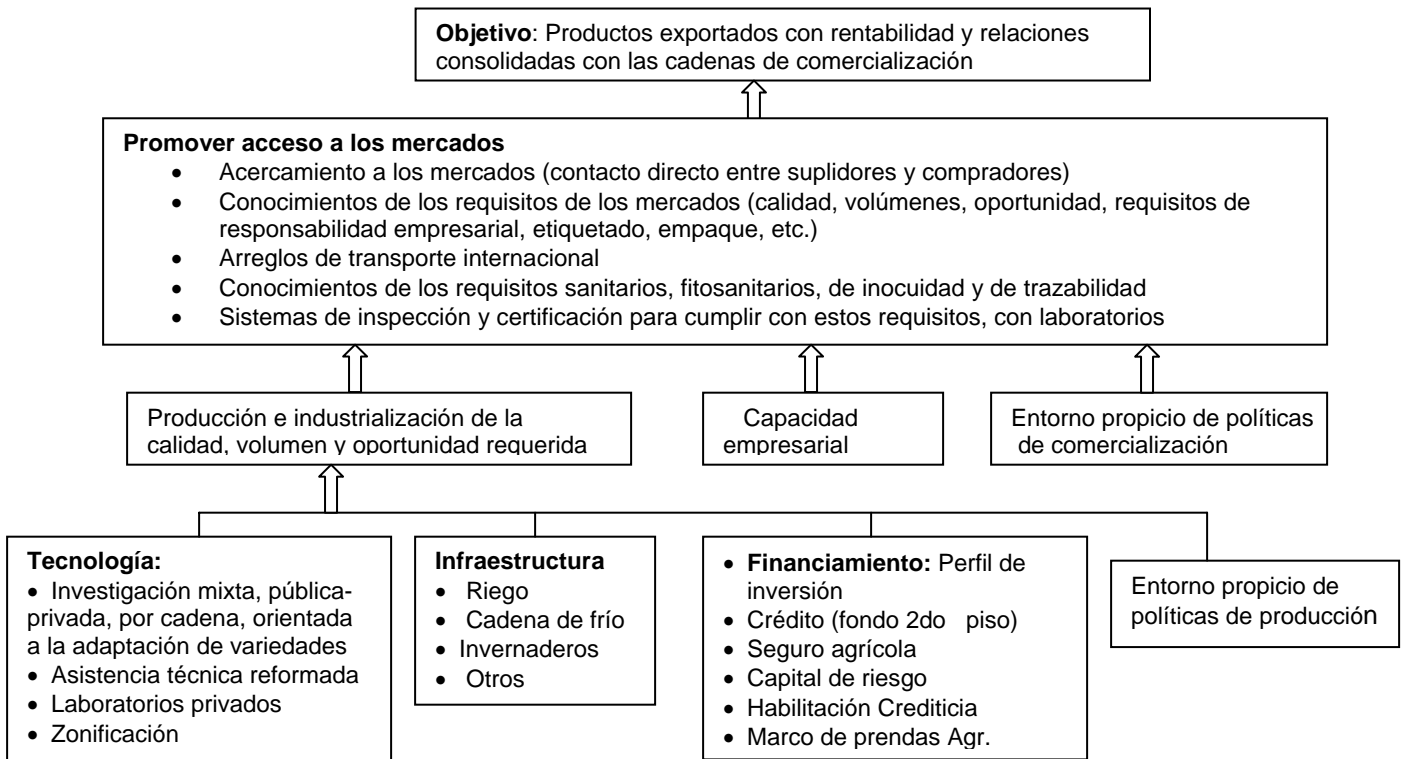 Objetivo: Productos exportados con rentabilidad y relaciones
consolidadas con las cadenas de comercialización
Promover acceso a los mercados
• Acercamiento a los mercados (contacto directo entre suplidores y compradores)
• Conocimientos de los requisitos de los mercados (calidad, volúmenes, oportunidad, requisitos de
responsabilidad empresarial, etiquetado, empaque, etc.)
• Arreglos de transporte internacional
• Conocimientos de los requisitos sanitarios, fitosanitarios, de inocuidad y de trazabilidad
• Sistemas de inspección y certificación para cumplir con estos requisitos, con laboratorios
Producción e industrialización de la
calidad, volumen y oportunidad requerida
Capacidad
empresarial
Entorno propicio de políticas
de comercialización
Tecnología:
• Investigación mixta, pública-
privada, por cadena, orientada
a la adaptación de variedades
• Asistencia técnica reformada
• Laboratorios privados
• Zonificación
Infraestructura
• Riego
• Cadena de frío
• Invernaderos
• Otros
• Financiamiento: Perfil de
inversión
• Crédito (fondo 2do piso)
• Seguro agrícola
• Capital de riesgo
• Habilitación Crediticia
• Marco de prendas Agr.
Entorno propicio de
políticas de producción